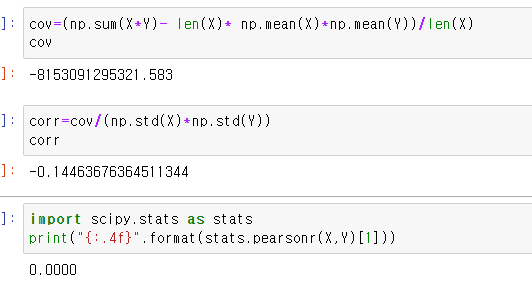 ]: cov=(np.sum(X*Y)- len(X)* np.mean(X)*np.mean(Y))/len(X)
cov
]: -8153091295321.583
]: corr=cov/(np.std(X)*np.std(Y))
corr
]: -0.14463676364511344
]: import scipy.stats as stats
print("{:.4f}".format(stats.pearsonr(X,Y)[1]))
0.0000